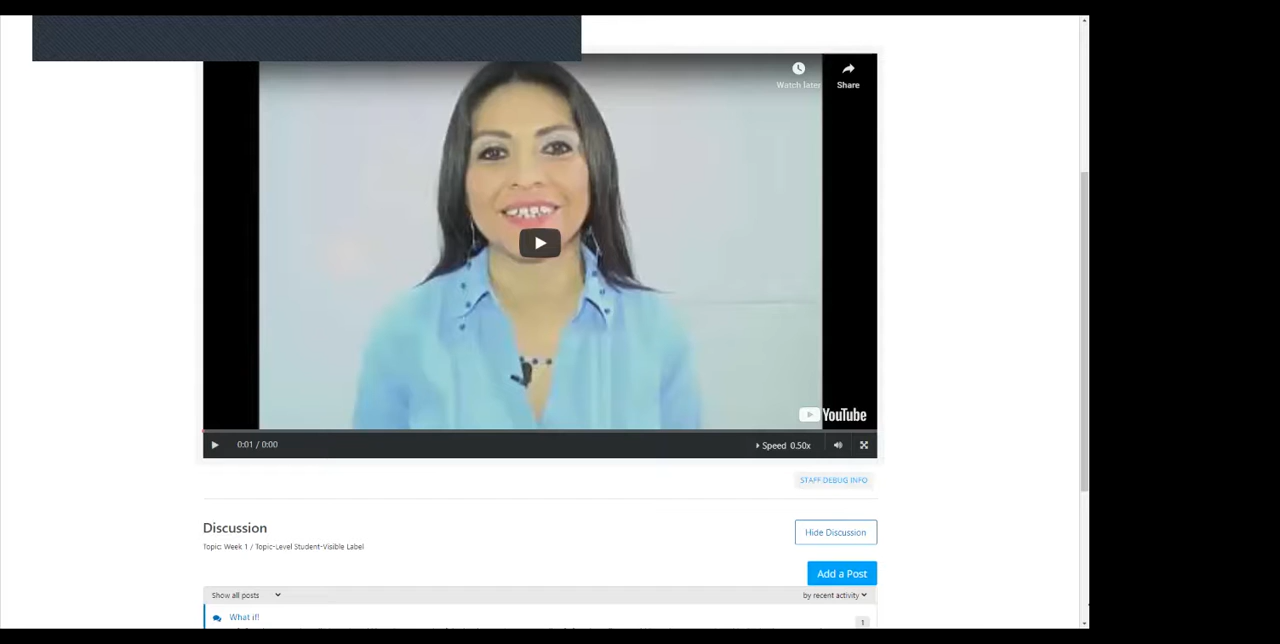 Watch later
Share
YouTube
0:01 / 0:00
Speed 0.50x
STAFF DEBUG INFO
Discussion
Hide Discussion
Topic: Week 1 / Topic-Level Student-Visible Label
Add a Post
Show all posts
by recent activity
What if!
1